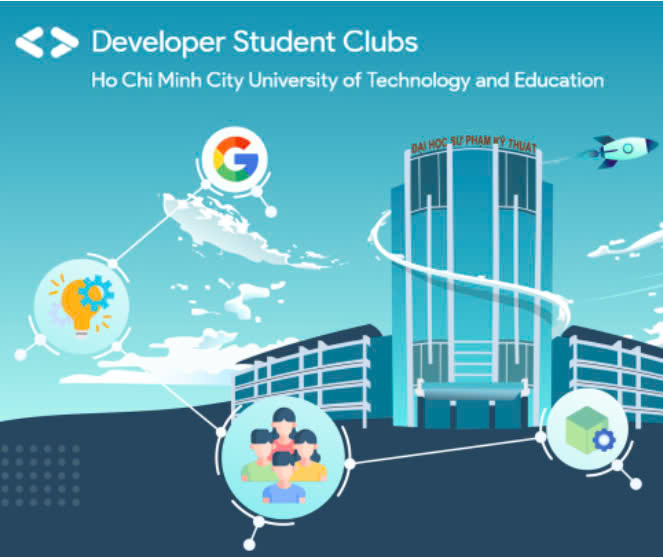 Developer Student Clubs
Ho Chi Minh City University of Technology and Education
ĐẠI HỌC SƯ PHẠM KỸ THUẬT